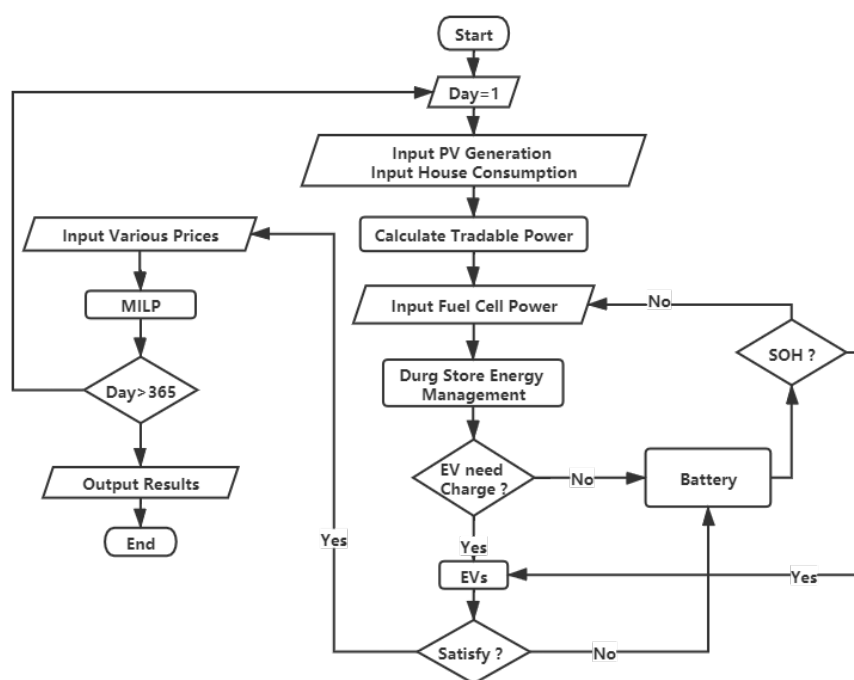 Start
Day=1
Input PV Generation
Input House Consumption
Input Various Prices
Calculate Tradable Power
MILP
Input Fuel Cell Power
No
SOH ?
Day>365
Durg Store Energy
Management
EV need
Charge ?
No
Battery
Output Results
End
Yes
Yes
EVs
Yes
Satisfy ?
No